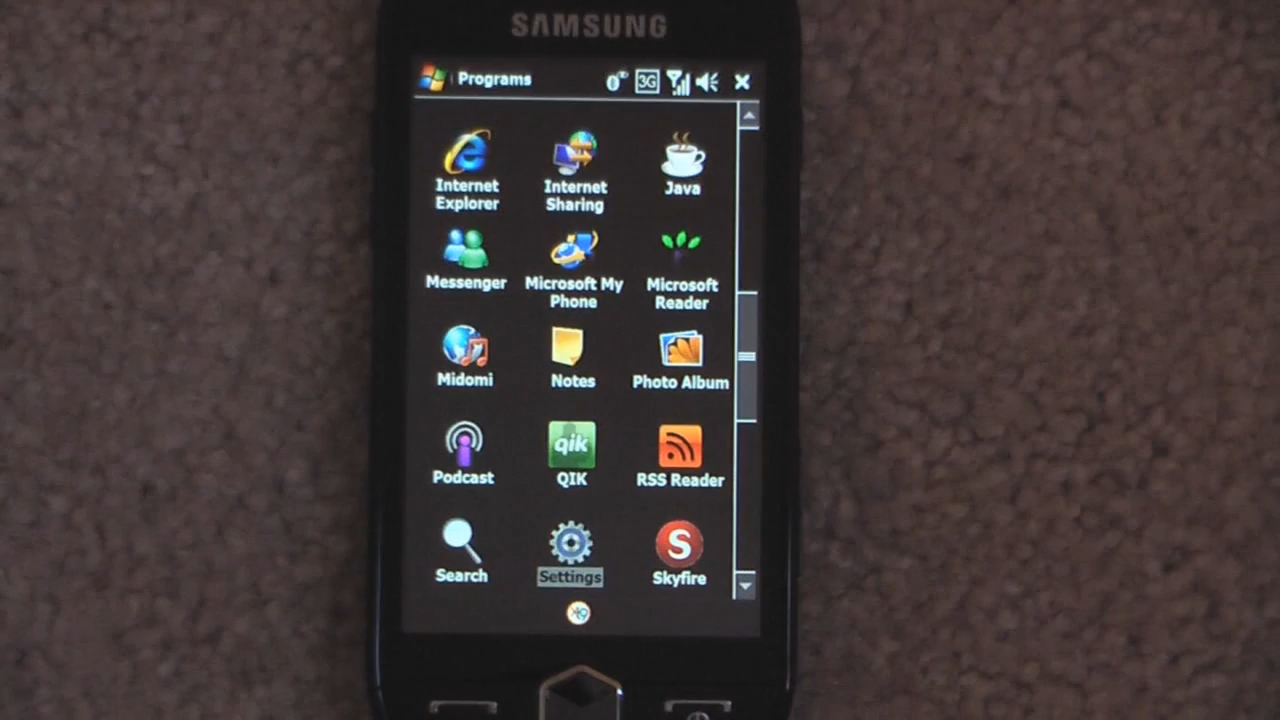 SAMSUNG
Programs
3G
Internet Explorer
Internet Sharing
Java
Messenger
Microsoft My Phone
Microsoft Reader
Midomi
Notes
Photo Album
Podcast
qik
QIK
RSS Reader
Search
Settings
S
Skyfire